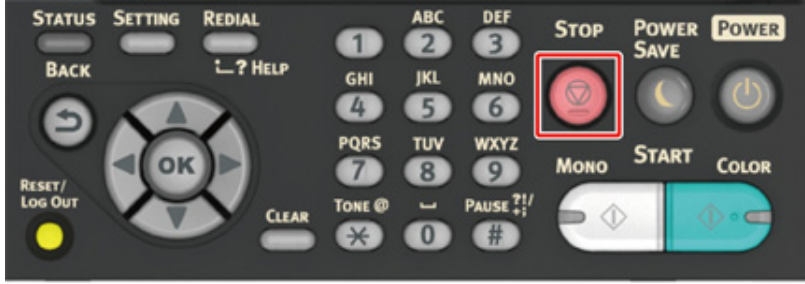 STATUS SETTING REDIAL
BACK ?HELP
OK
RESET/
LOG OUT
CLEAR
1 ABC 2 DEF 3
GHI 4 JKL 5 MNO 6
PQRS 7 TUV 8 WXYZ 9
TONE @ ⎵ PAUSE ?!/+¦
* 0 #
STOP
POWER
SAVE
POWER
MONO START COLOR